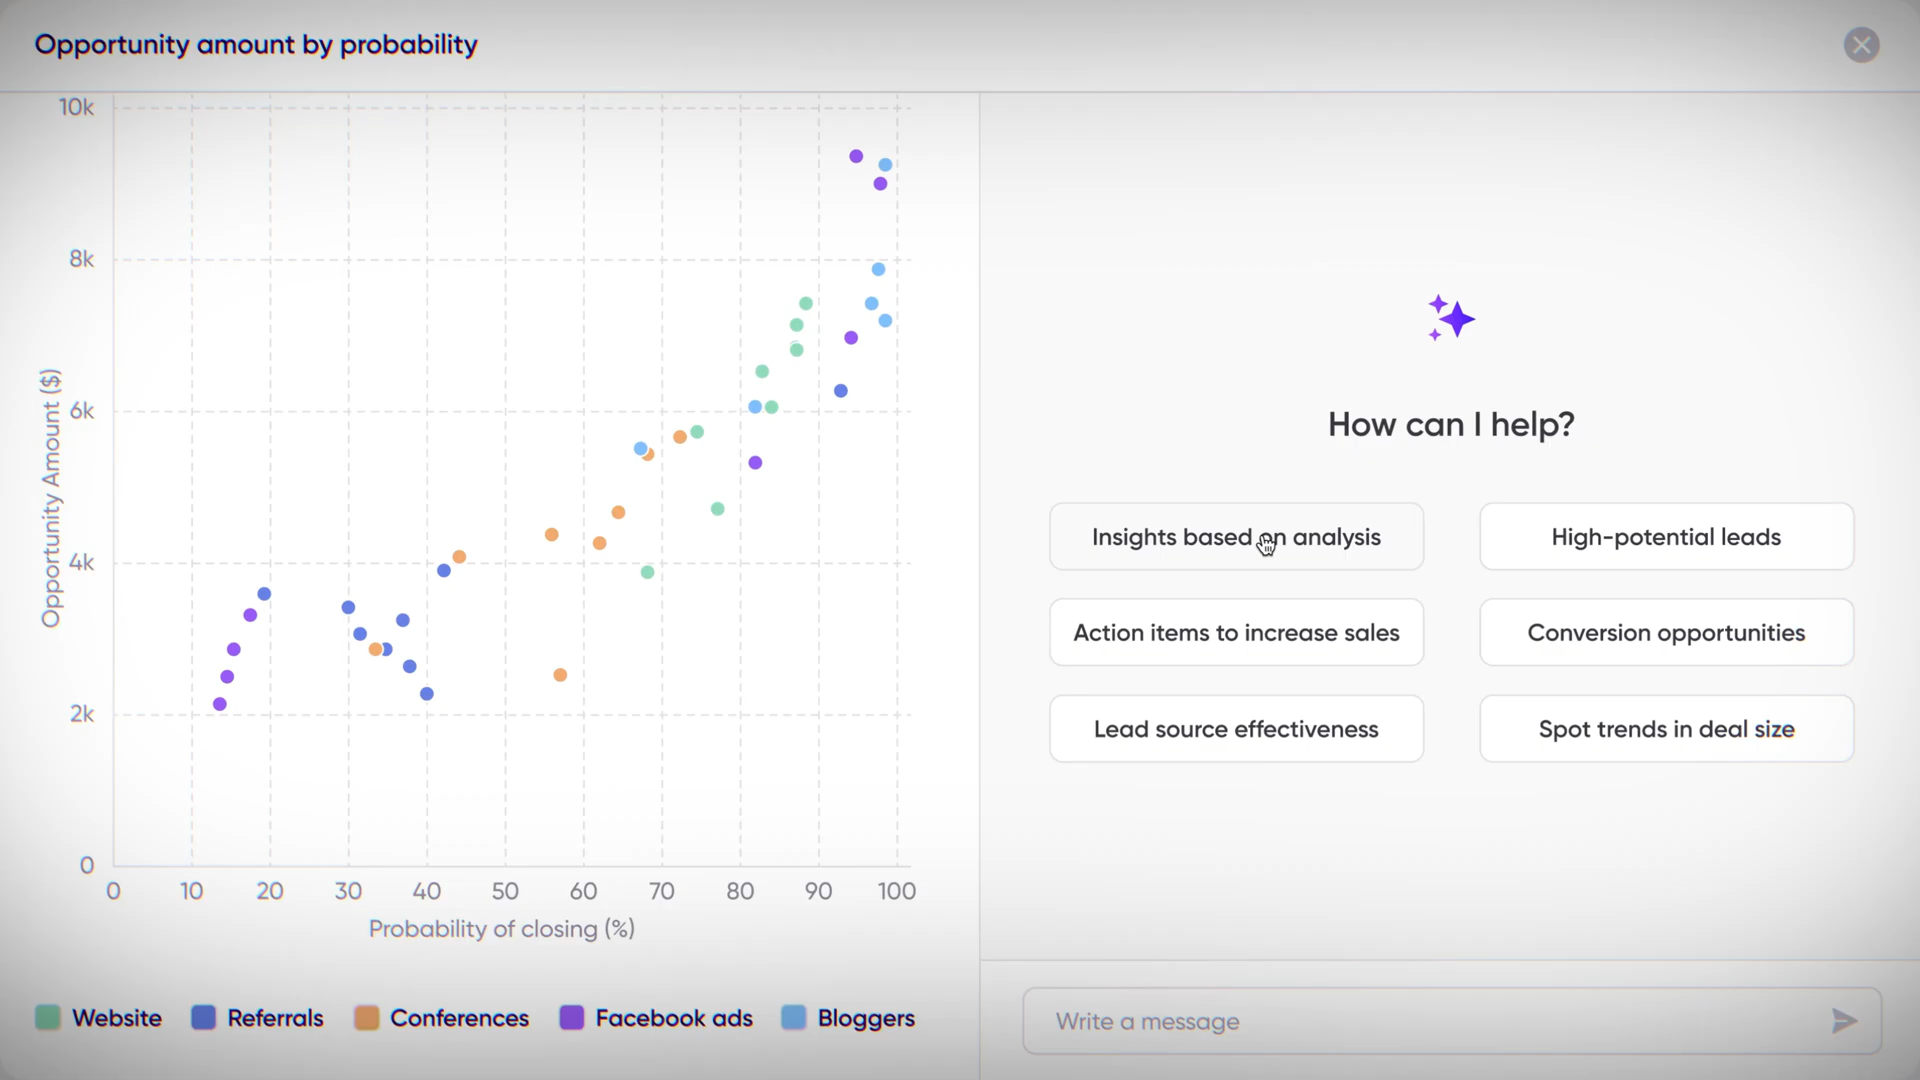 Opportunity amount by probability
10k
8k
6k
4k
2k
0
Opportunity Amount ($)
0 10 20 30 40 50 60 70 80 90 100
Probability of closing (%)
Website Referrals Conferences Facebook ads Bloggers
How can I help?
Insights based on analysis
High-potential leads
Action items to increase sales
Conversion opportunities
Lead source effectiveness
Spot trends in deal size
Write a message